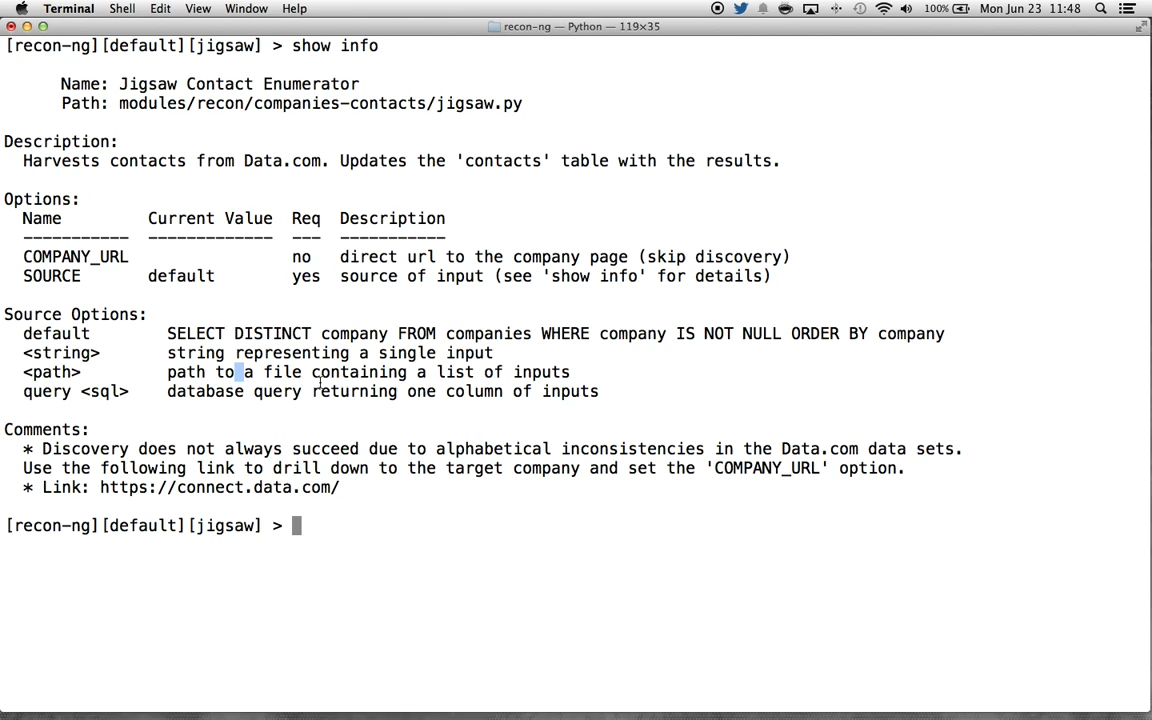 Terminal Shell Edit View Window Help 100% Mon Jun 23 11:48
recon-ng — Python — 119×35
[recon-ng][default][jigsaw] > show info
Name: Jigsaw Contact Enumerator
Path: modules/recon/companies-contacts/jigsaw.py
Description:
Harvests contacts from Data.com. Updates the 'contacts' table with the results.
Options:
Name Current Value Req Description
----------- ------------- --- -----------
COMPANY_URL no direct url to the company page (skip discovery)
SOURCE default yes source of input (see 'show info' for details)
Source Options:
default SELECT DISTINCT company FROM companies WHERE company IS NOT NULL ORDER BY company
<string> string representing a single input
<path> path to a file containing a list of inputs
query <sql> database query returning one column of inputs
Comments:
* Discovery does not always succeed due to alphabetical inconsistencies in the Data.com data sets.
Use the following link to drill down to the target company and set the 'COMPANY_URL' option.
* Link: https://connect.data.com/
[recon-ng][default][jigsaw] >